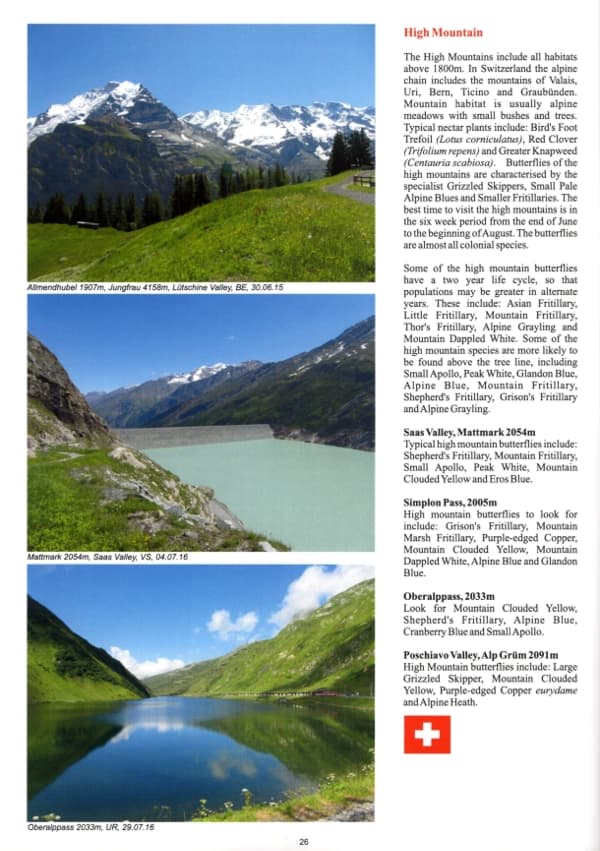 High Mountain
The High Mountains include all habitats
above 1800m. In Switzerland the alpine
chain includes the mountains of Valais,
Uri, Bern, Ticino and Graubünden.
Mountain habitat is usually alpine
meadows with small bushes and trees.
Typical nectar plants include: Bird's Foot
Trefoil (Lotus corniculatus), Red Clover
(Trifolium repens) and Greater Knapweed
(Centauria scabiosa). Butterflies of the
high mountains are characterised by the
specialist Grizzled Skippers, Small Pale
Alpine Blues and Smaller Fritillaries. The
best time to visit the high mountains is in
the six week period from the end of June
to the beginning of August. The butterflies
are almost all colonial species.
Some of the high mountain butterflies
have a two year life cycle, so that
populations may be greater in alternate
years. These include: Asian Fritillary,
Little Fritillary, Mountain Fritillary,
Thor's Fritillary, Alpine Grayling and
Mountain Dappled White. Some of the
high mountain species are more likely to
be found above the tree line, including
Small Apollo, Peak White, Glandon Blue,
Alpine Blue, Mountain Fritillary,
Shepherd's Fritillary, Grison's Fritillary
and Alpine Grayling.
Saas Valley, Mattmark 2054m
Typical high mountain butterflies include:
Shepherd's Fritillary, Mountain Fritillary,
Small Apollo, Peak White, Mountain
Clouded Yellow and Eros Blue.
Simplon Pass, 2005m
High mountain butterflies to look for
include: Grison's Fritillary, Mountain
Marsh Fritillary, Purple-edged Copper,
Mountain Clouded Yellow, Mountain
Dappled White, Alpine Blue and Glandon
Blue.
Oberalppass, 2033m
Look for Mountain Clouded Yellow,
Shepherd's Fritillary, Alpine Blue,
Cranberry Blue and Small Apollo.
Poschiavo Valley, Alp Grüm 2091m
High Mountain butterflies include: Large
Grizzled Skipper, Mountain Clouded
Yellow, Purple-edged Copper eurydame
and Alpine Heath.
Allmendhubel 1907m, Jungfrau 4158m, Lütschine Valley, BE, 30.06.15
Mattmark 2054m, Saas Valley, VS, 04.07.16
Oberalppass 2033m, UR, 29.07.16
26